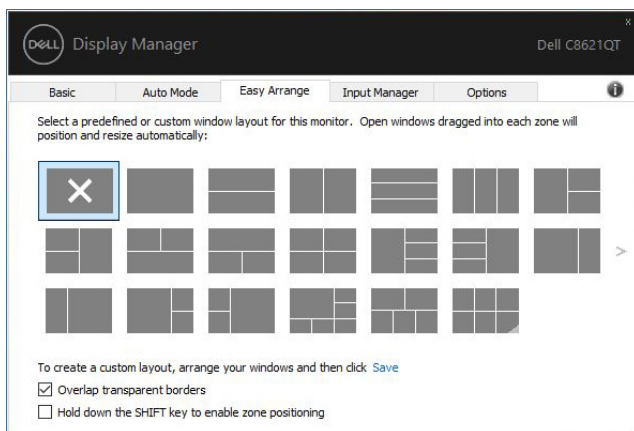 DELL Display Manager
Dell C8621QT
Basic Auto Mode Easy Arrange Input Manager Options
Select a predefined or custom window layout for this monitor. Open windows dragged into each zone will
position and resize automatically:
To create a custom layout, arrange your windows and then click Save
Overlap transparent borders
Hold down the SHIFT key to enable zone positioning